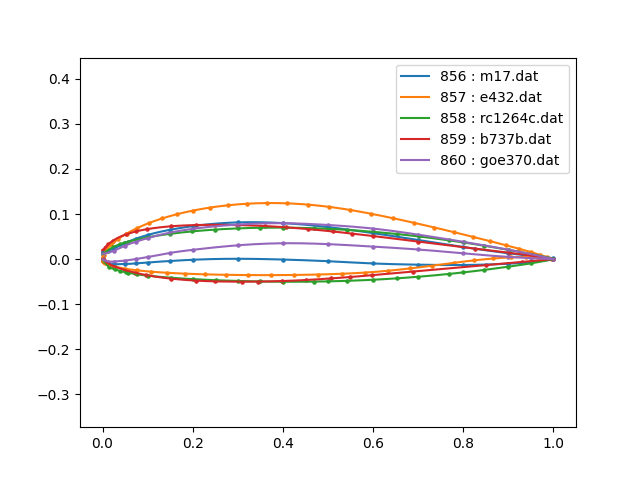 856 : m17.dat
857 : e432.dat
858 : rc1264c.dat
859 : b737b.dat
860 : goe370.dat
0.4
0.3
0.2
0.1
0.0
−0.1
−0.2
−0.3
0.0 0.2 0.4 0.6 0.8 1.0